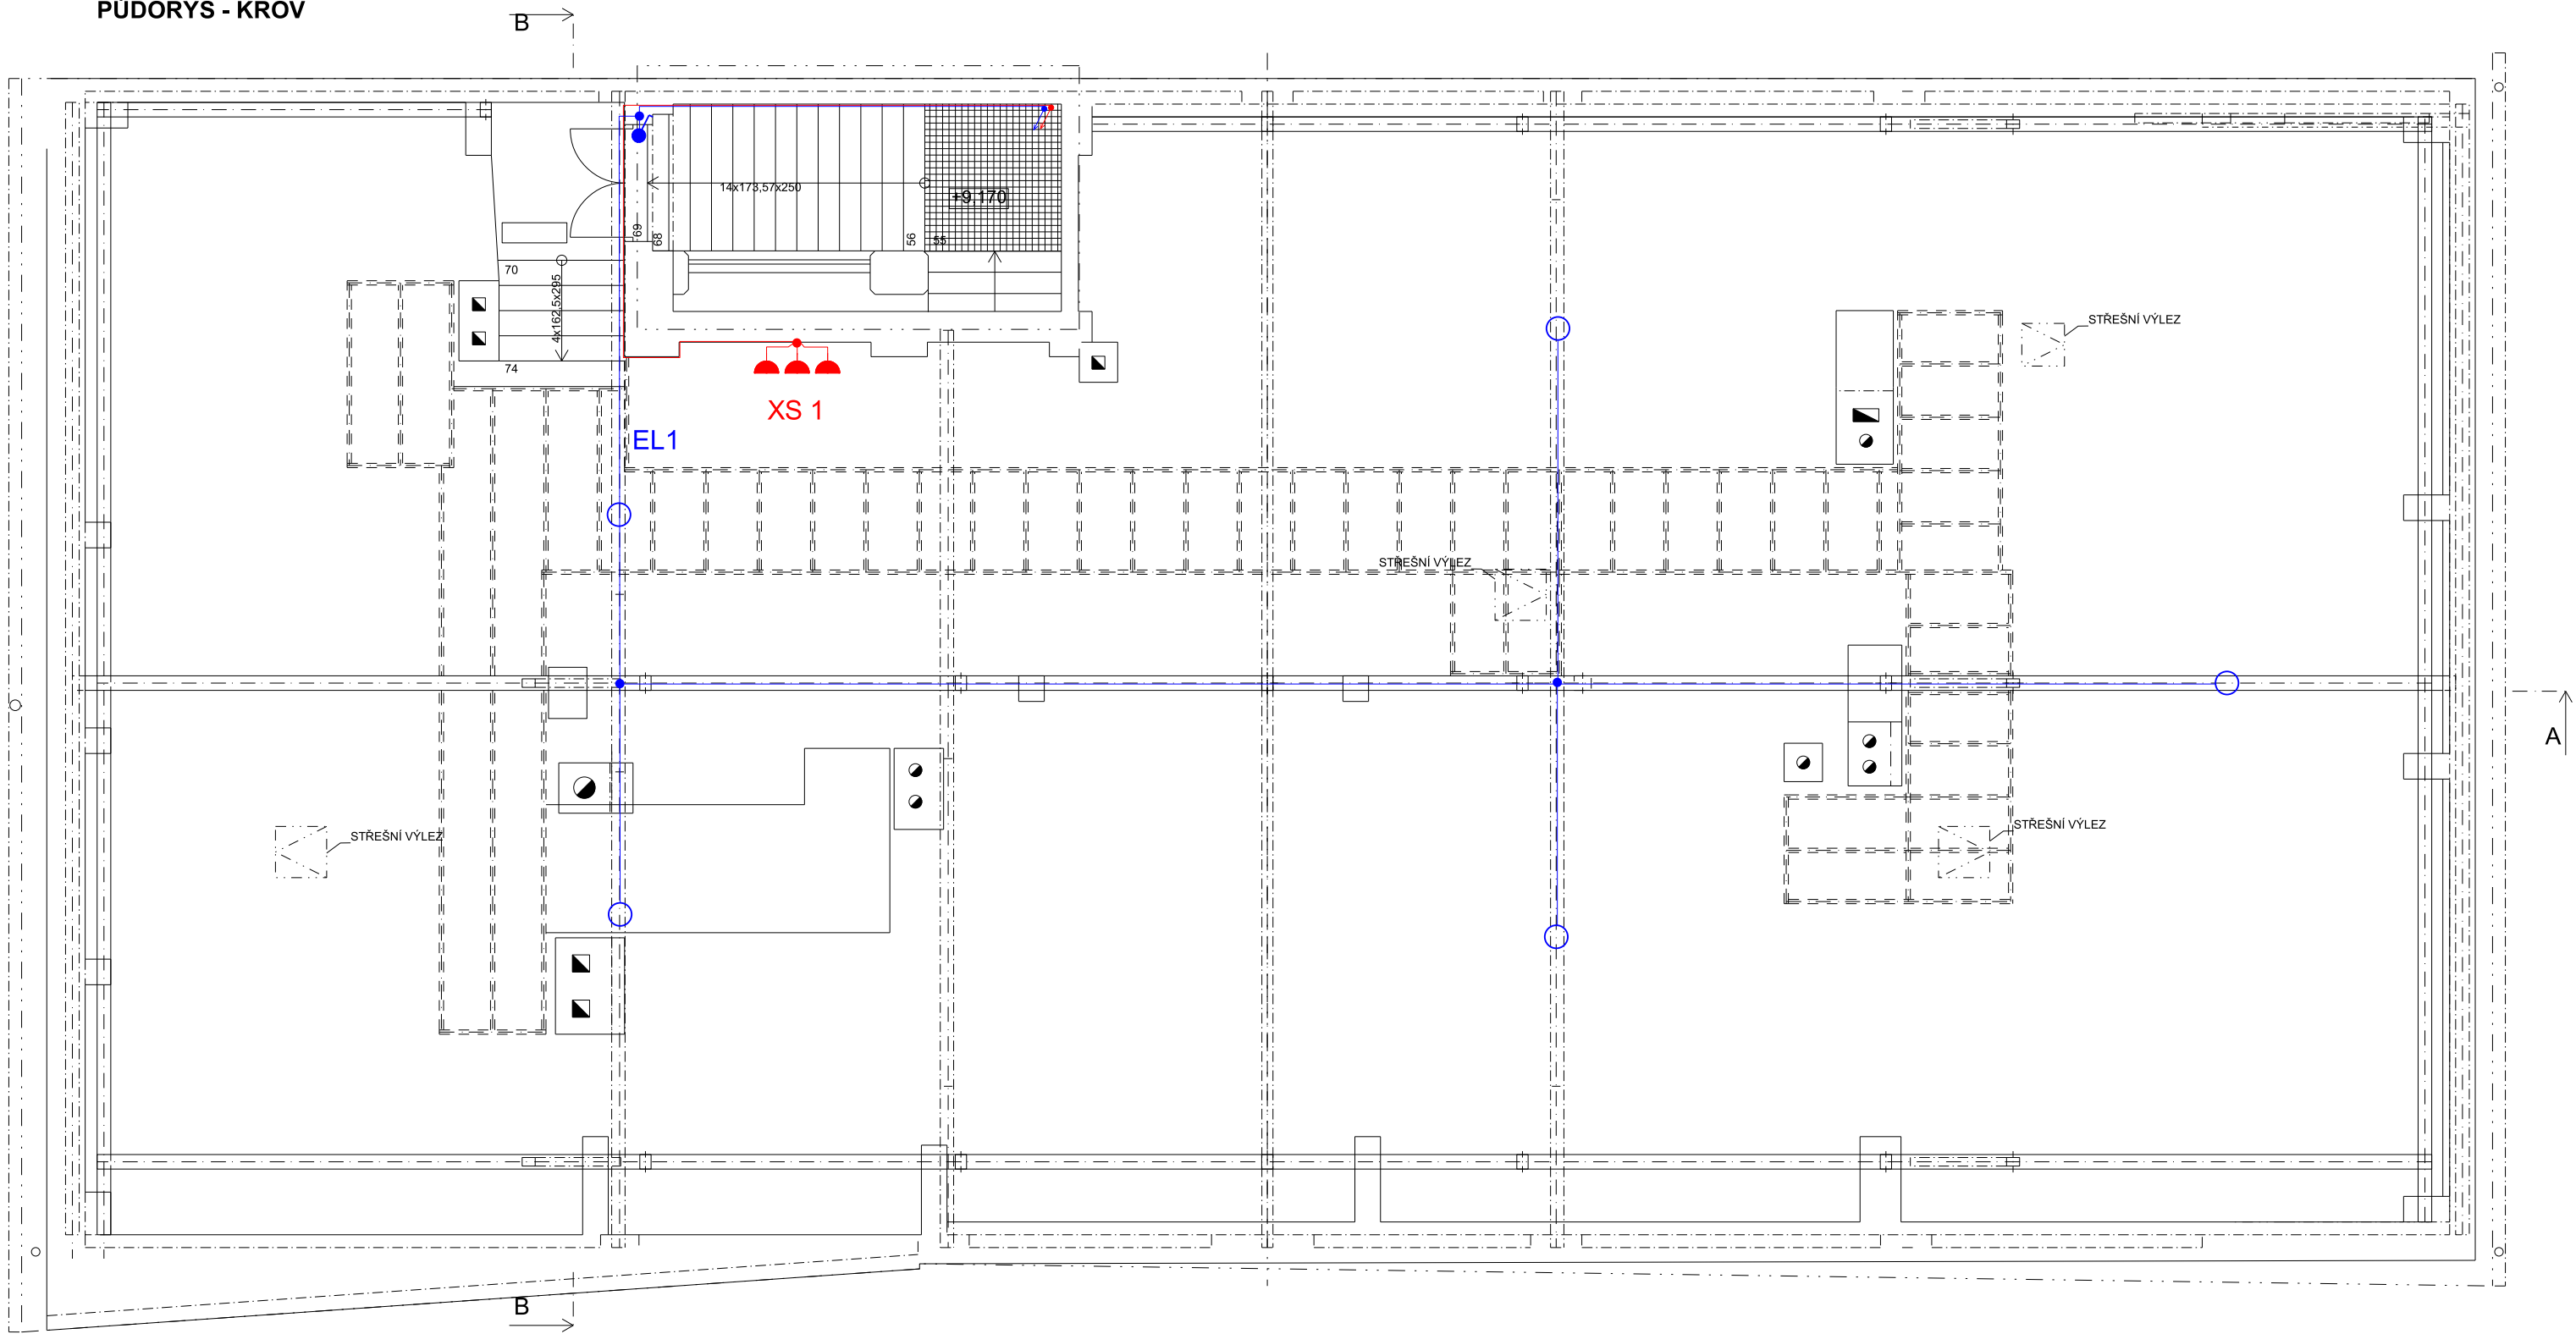 PŮDORYS - KROV
B
14x173,57x250
+9,170
69
68
56
55
70
4x162,5x295
74
STŘEŠNÍ VÝLEZ
XS 1
EL1
STŘEŠNÍ VÝLEZ
A
STŘEŠNÍ VÝLEZ
STŘEŠNÍ VÝLEZ
B